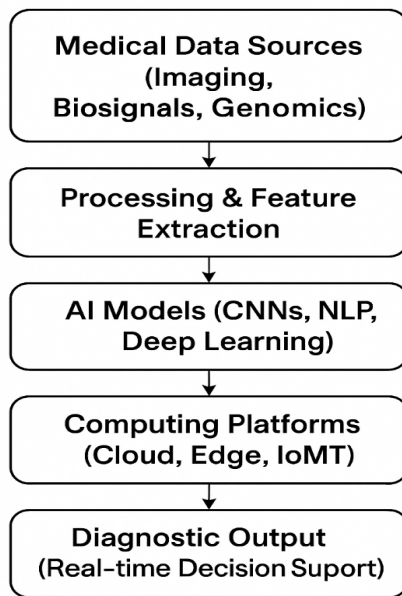 Medical Data Sources
(Imaging,
Biosignals, Genomics)
Processing & Feature
Extraction
AI Models (CNNs, NLP,
Deep Learning)
Computing Platforms
(Cloud, Edge, IoMT)
Diagnostic Output
(Real-time Decision Suport)